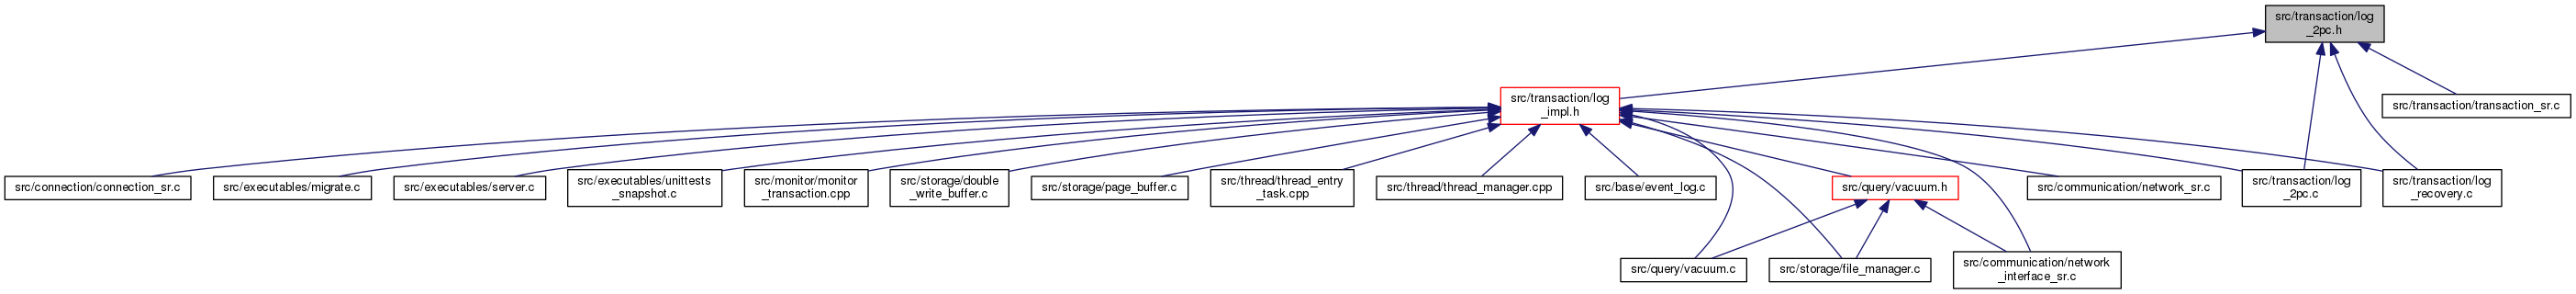 src/transaction/log
_2pc.h
src/transaction/log
_impl.h
src/transaction/transaction_sr.c
src/connection/connection_sr.c
src/executables/migrate.c
src/executables/server.c
src/executables/unittests
_snapshot.c
src/monitor/monitor
_transaction.cpp
src/storage/double
_write_buffer.c
src/storage/page_buffer.c
src/thread/thread_entry
_task.cpp
src/thread/thread_manager.cpp
src/base/event_log.c
src/query/vacuum.h
src/communication/network_sr.c
src/transaction/log
_2pc.c
src/transaction/log
_recovery.c
src/query/vacuum.c
src/storage/file_manager.c
src/communication/network
_interface_sr.c